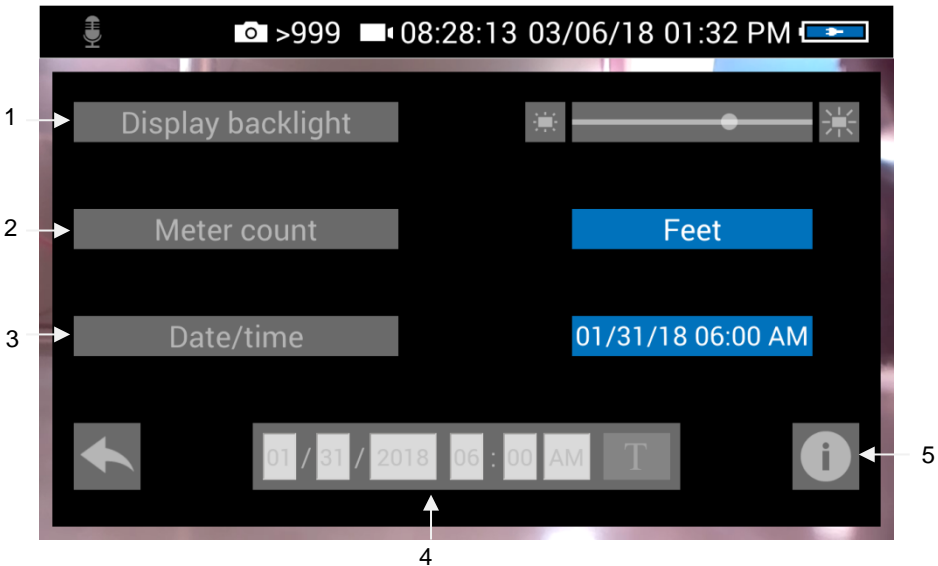 >999 08:28:13 03/06/18 01:32 PM
1 Display backlight
2 Meter count Feet
3 Date/time 01/31/18 06:00 AM
01 / 31 / 2018 06 : 00 AM T i 5
4